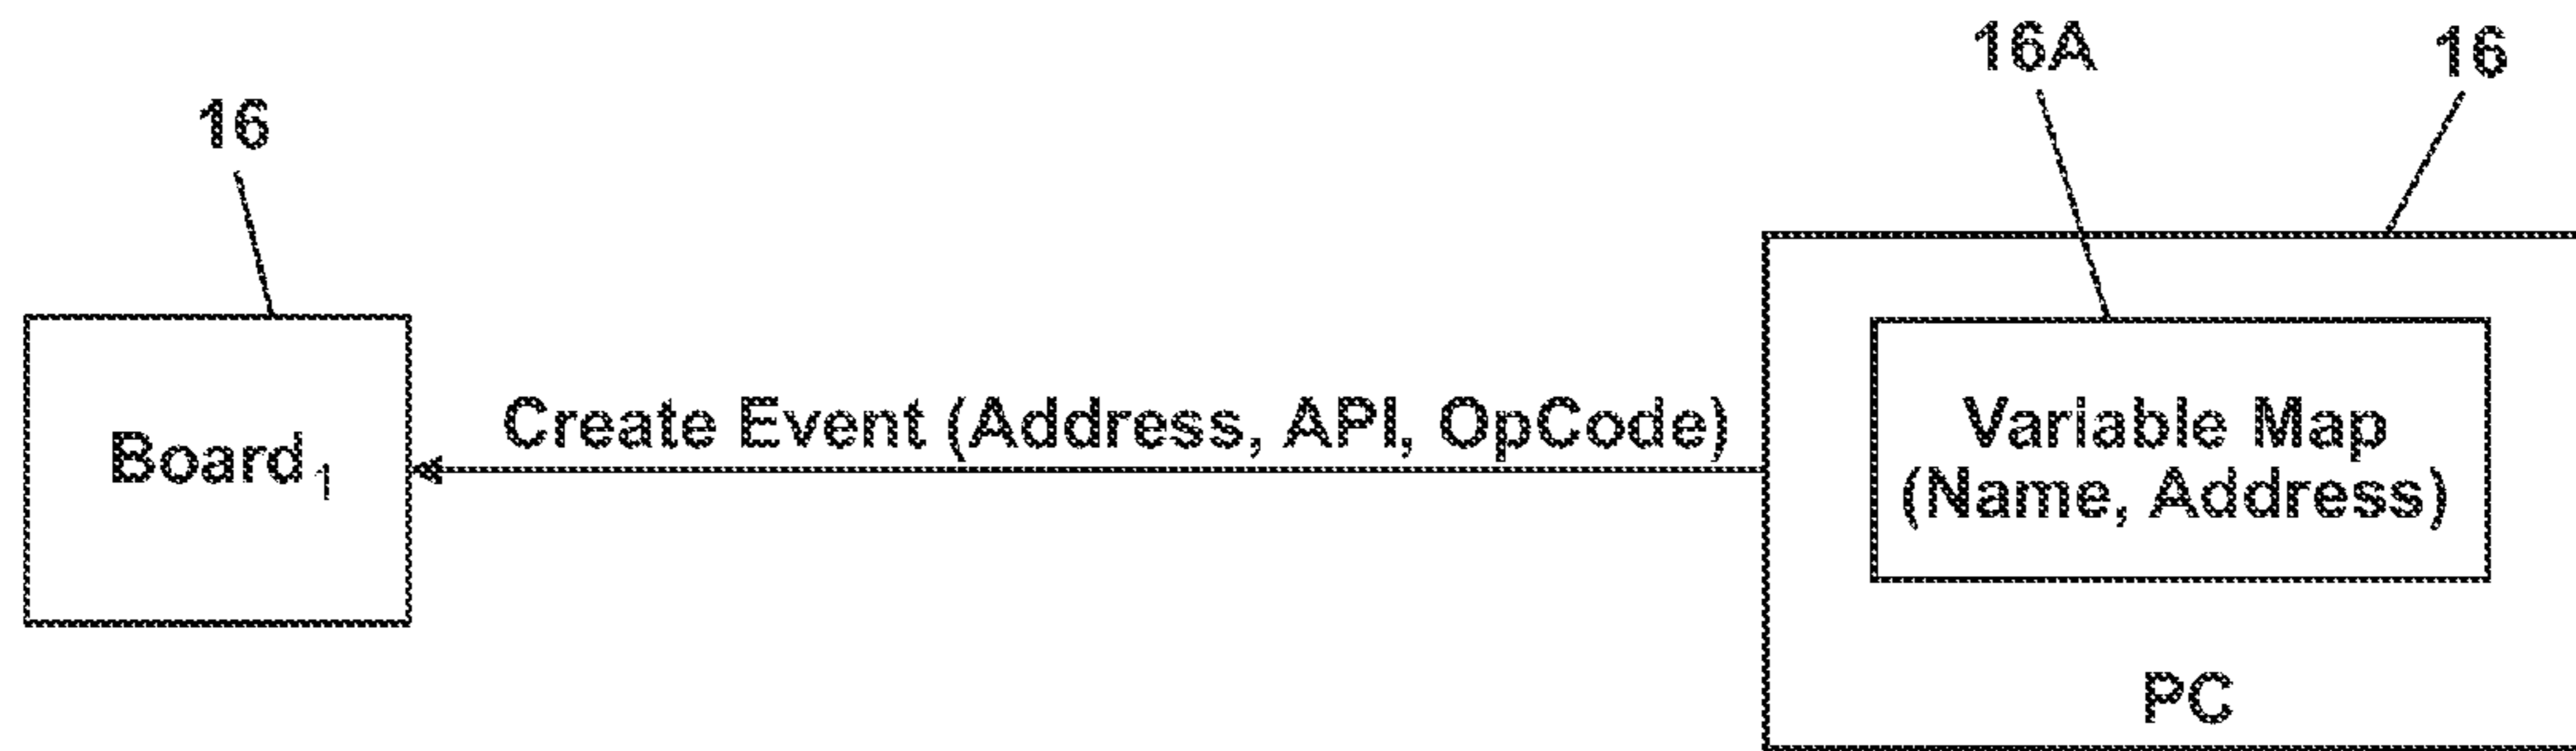 16A
16
16
Create Event (Address, API, OpCode)
Board1
Variable Map
(Name, Address)
PC